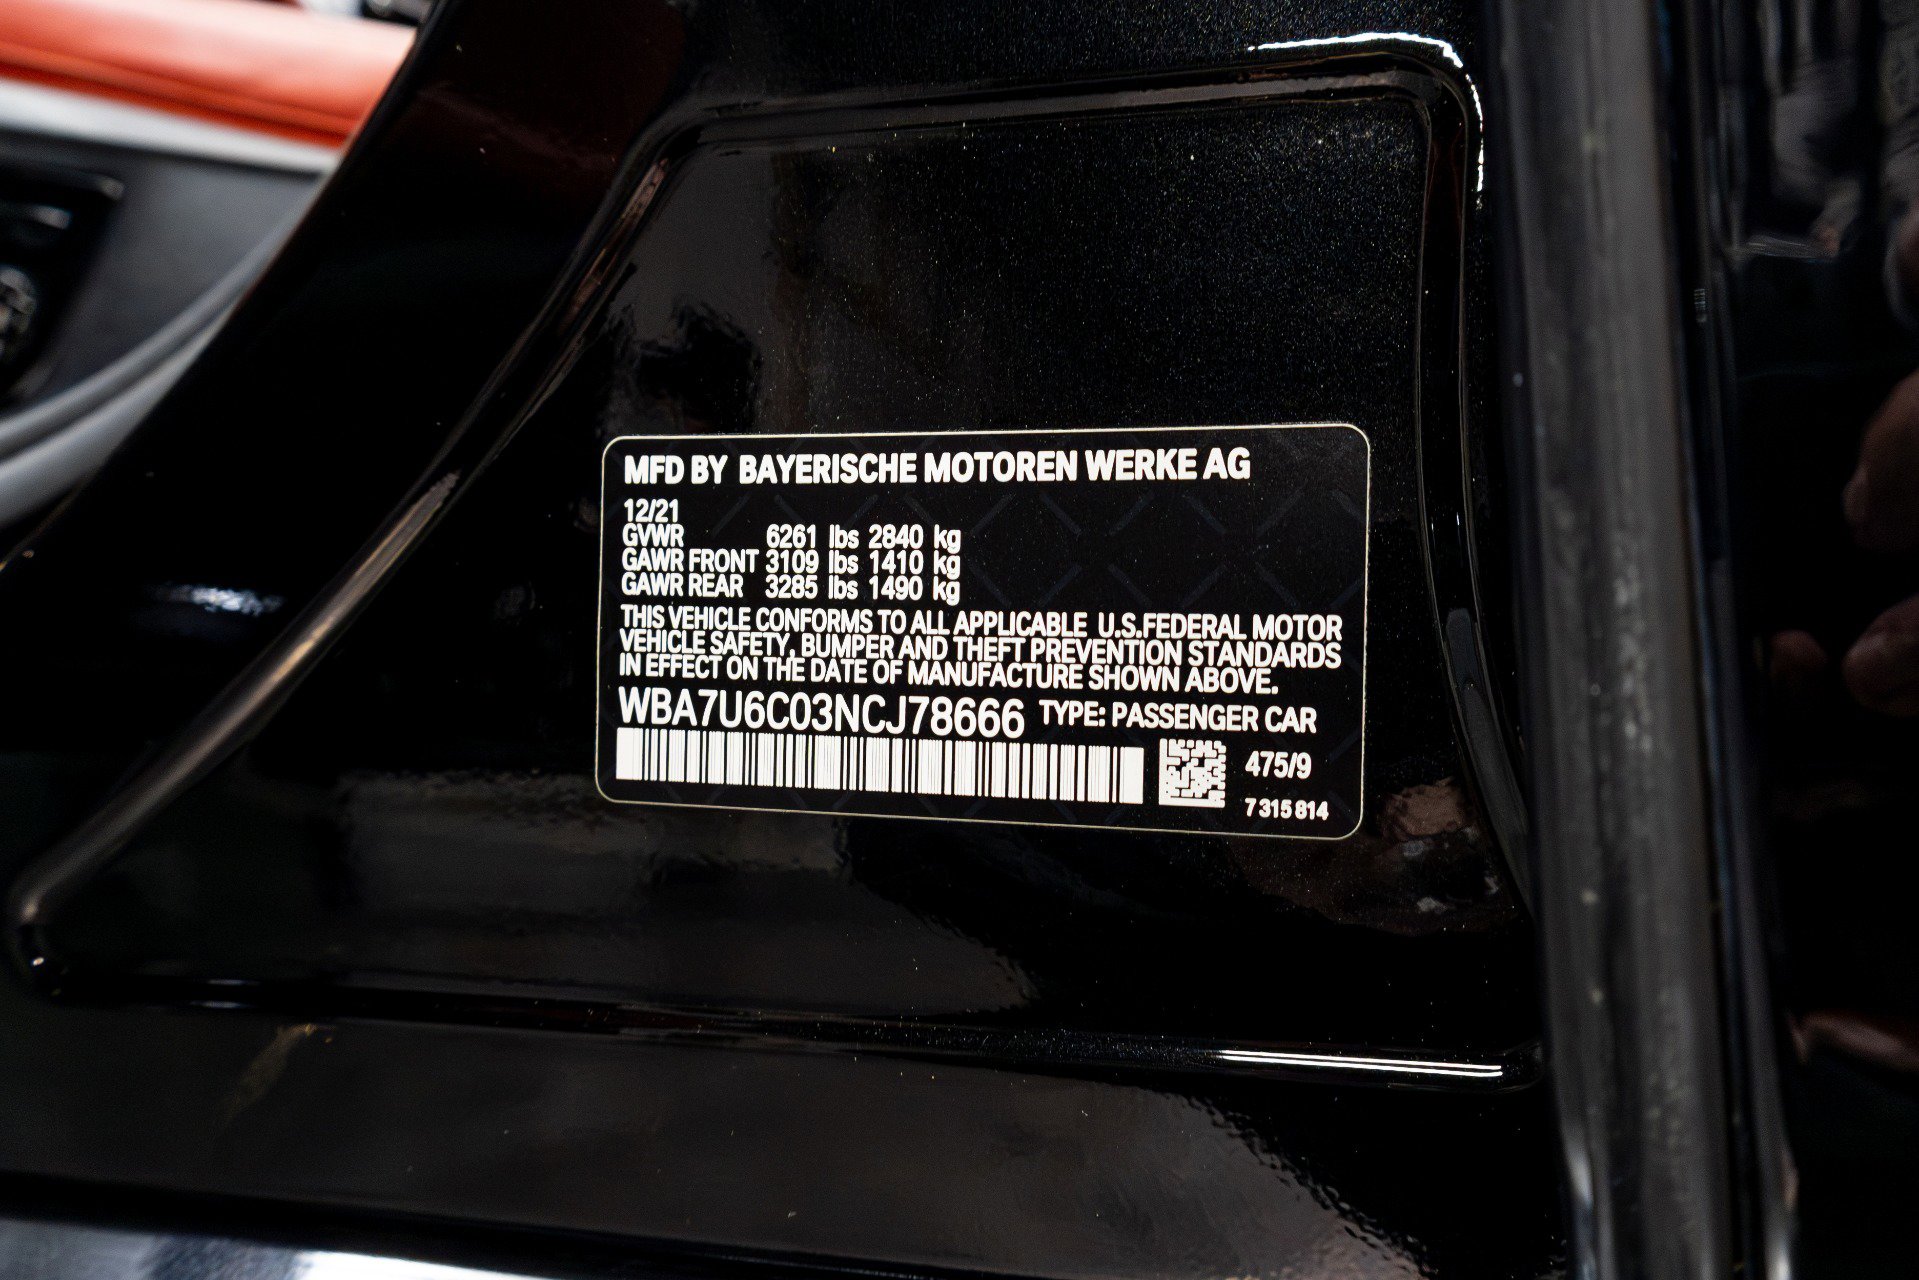 MFD BY BAYERISCHE MOTOREN WERKE AG
12/21
GVWR 6261 lbs 2840 kg
GAWR FRONT 3109 lbs 1410 kg
GAWR REAR 3285 lbs 1490 kg
THIS VEHICLE CONFORMS TO ALL APPLICABLE U.S.FEDERAL MOTOR
VEHICLE SAFETY, BUMPER AND THEFT PREVENTION STANDARDS
IN EFFECT ON THE DATE OF MANUFACTURE SHOWN ABOVE.
WBA7U6C03NCJ78666 TYPE: PASSENGER CAR
475/9
7 315 814